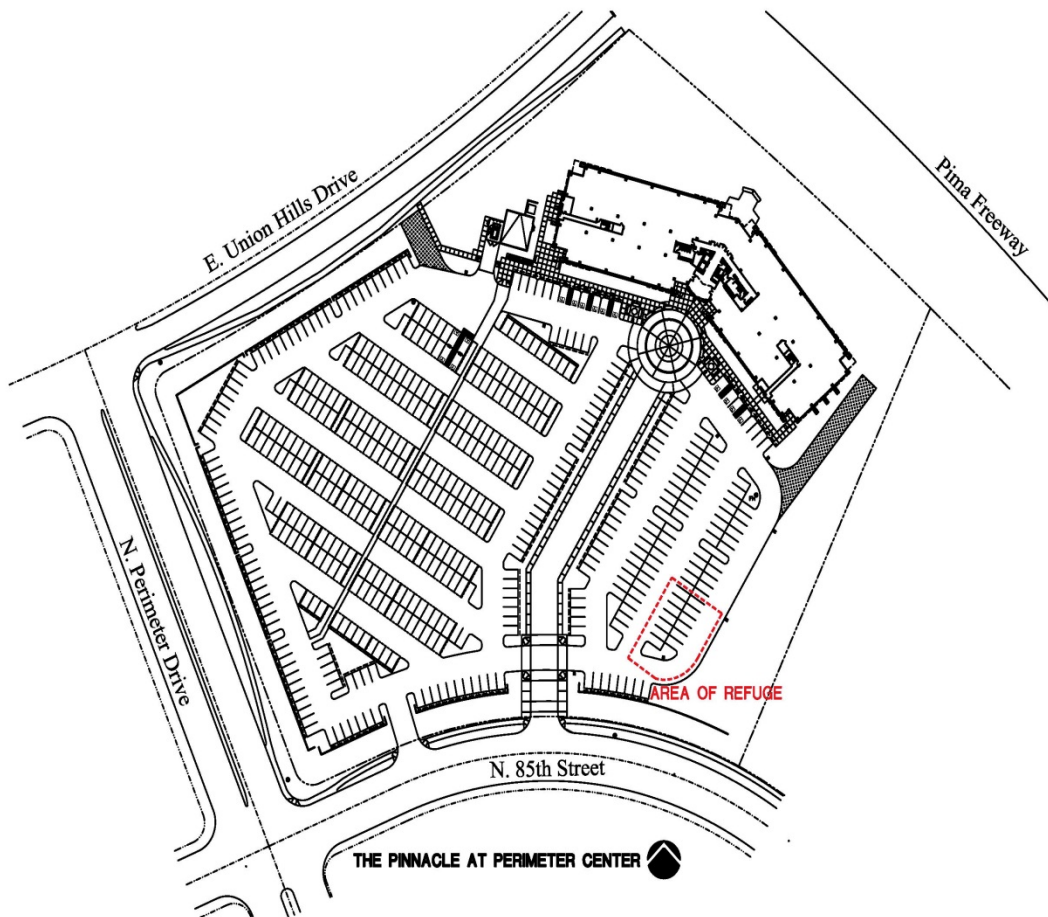 E. Union Hills Drive
Pima Freeway
N. Perimeter Drive
AREA OF REFUGE
N. 85th Street
THE PINNACLE AT PERIMETER CENTER